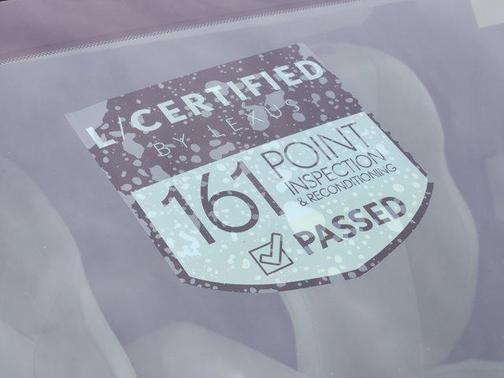 L/CERTIFIED
BY LEXUS
161 POINT
INSPECTION
& RECONDITIONING
PASSED